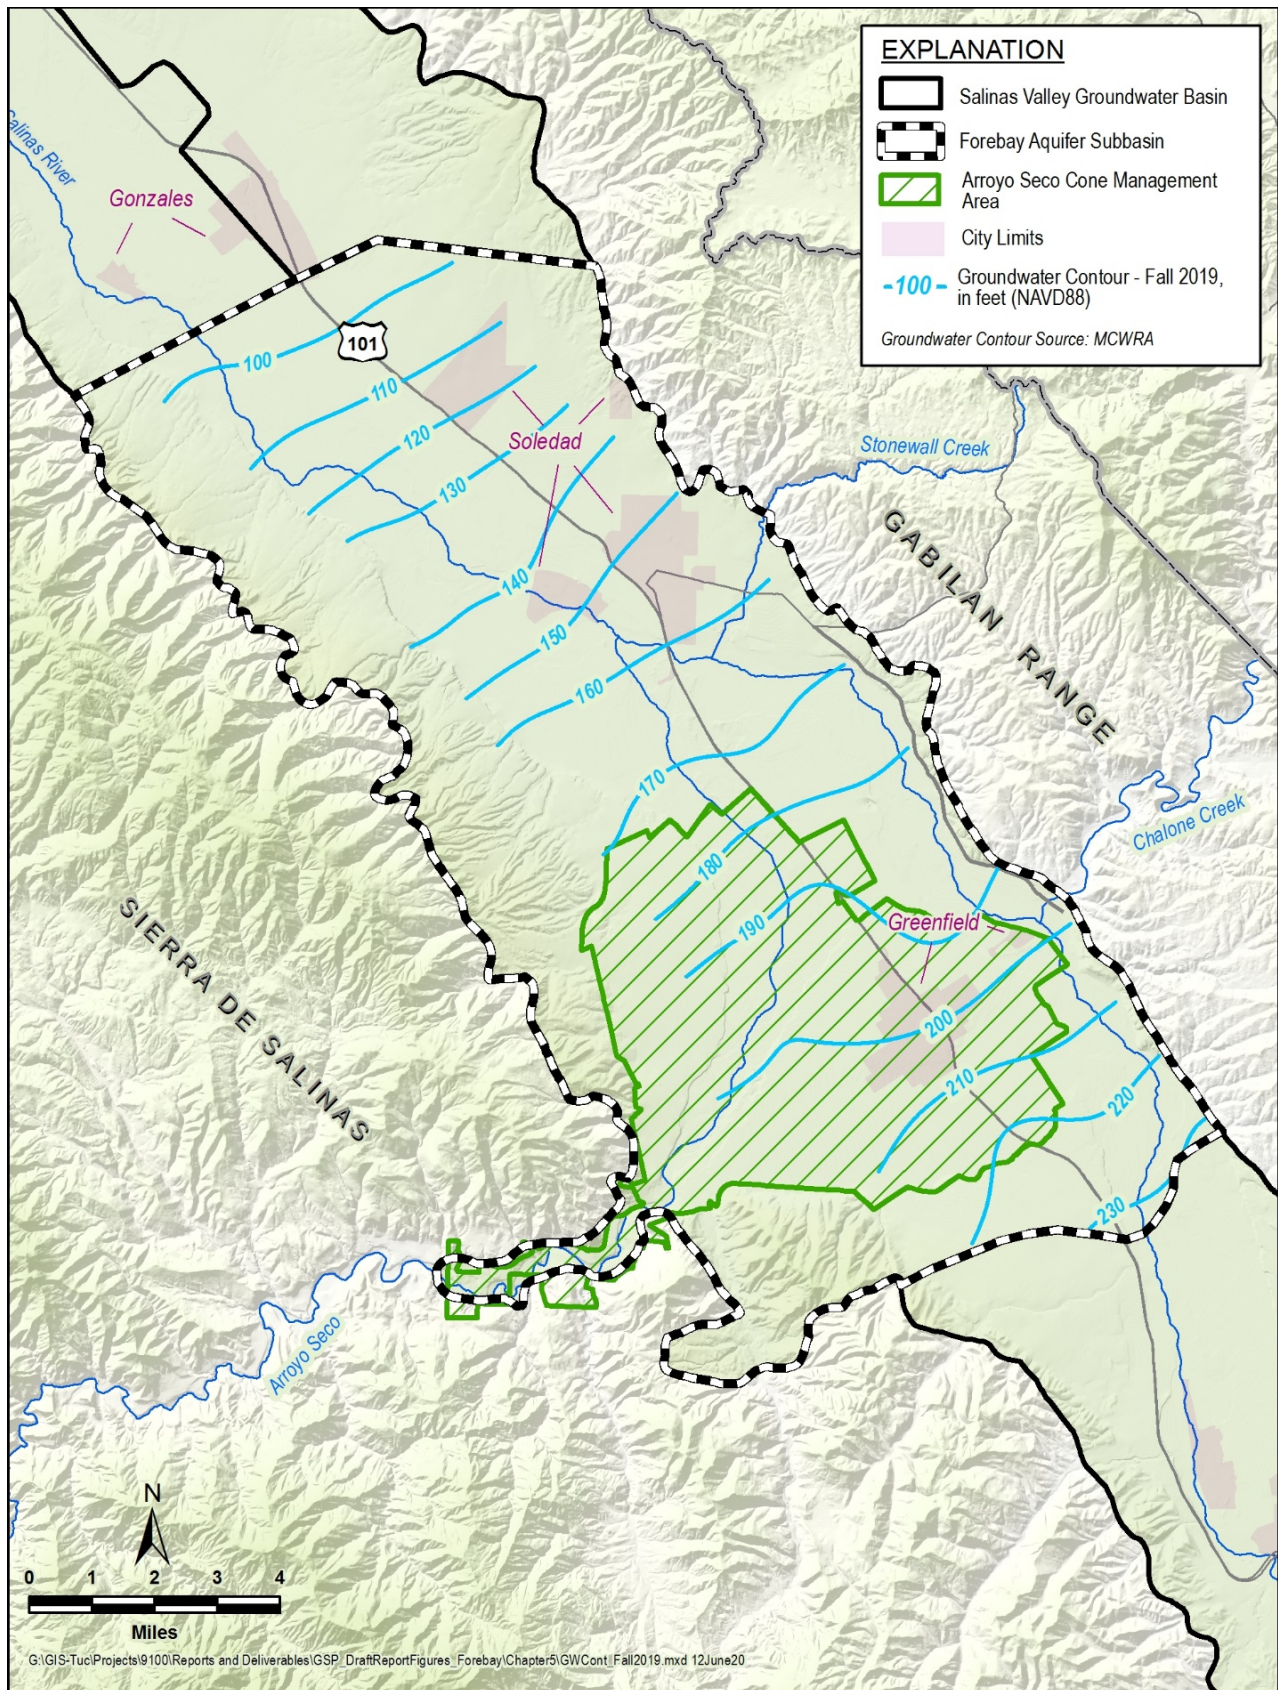 EXPLANATION
Salinas Valley Groundwater Basin
Forebay Aquifer Subbasin
Arroyo Seco Cone Management
Area
City Limits
-100-
Groundwater Contour - Fall 2019,
in feet (NAVD88)
Groundwater Contour Source: MCWRA
Salinas River
Gonzales
101
100
110
120
Soledad
130
140
150
160
170
180
190
200
210
220
230
Stonewall Creek
GABILAN RANGE
Chalone Creek
Greenfield
SIERRA DE SALINAS
Arroyo Seco
N
0 1 2 3 4
Miles
G:\GIS-Tuc\Projects\9100\Reports and Deliverables\GSP_DraftReportFigures_Forebay\Chapter5\GWCont_Fall2019.mxd 12June20